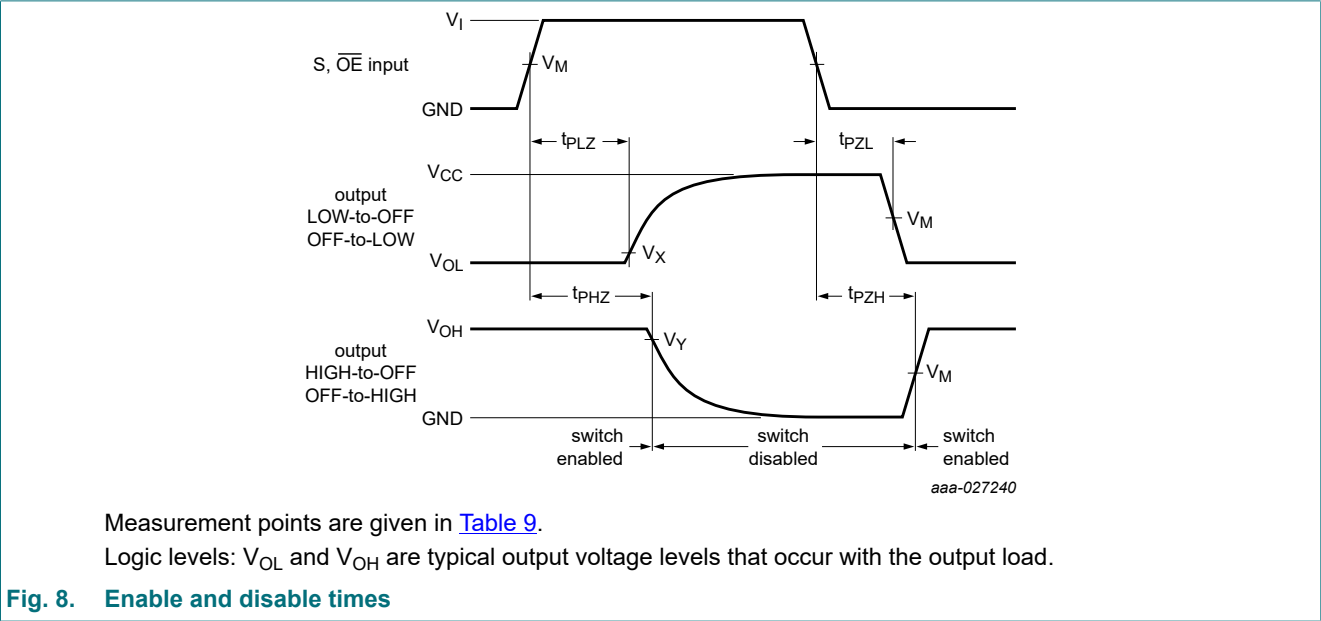 V_I
S, O̅E̅ input
V_M
GND
t_PLZ
t_PZL
V_CC
output
LOW-to-OFF
OFF-to-LOW
V_M
V_X
V_OL
t_PHZ
t_PZH
V_OH
V_Y
output
HIGH-to-OFF
OFF-to-HIGH
V_M
GND
switch
enabled
switch
disabled
switch
enabled
aaa-027240
Measurement points are given in Table 9.
Logic levels: V_OL and V_OH are typical output voltage levels that occur with the output load.
Fig. 8. Enable and disable times